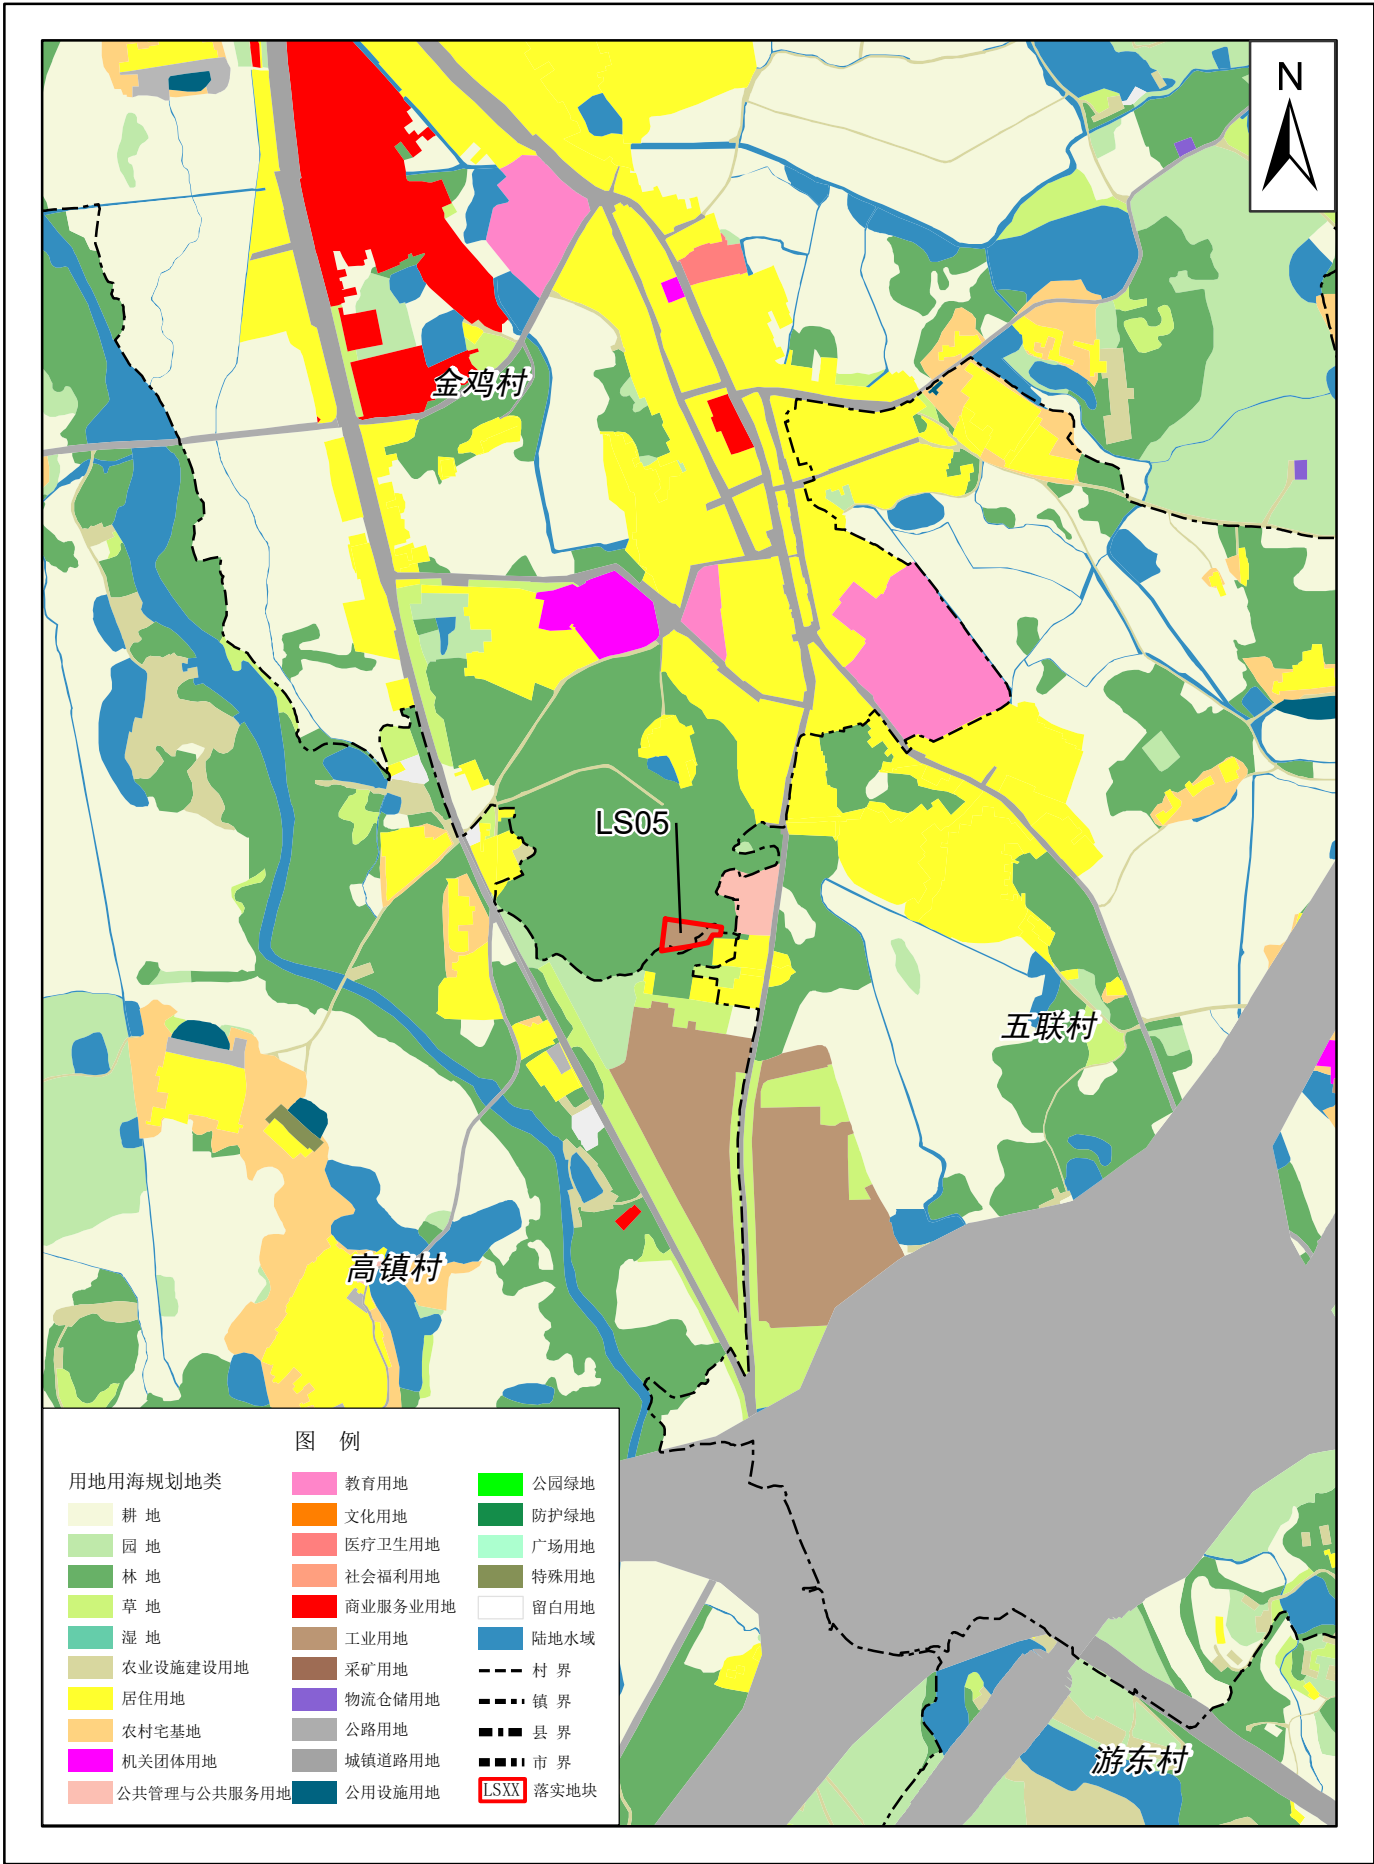 N
金鸡村
LS05
五联村
高镇村
游东村
图 例
用地用海规划地类
耕 地
园 地
林 地
草 地
湿 地
农业设施建设用地
居住用地
农村宅基地
机关团体用地
公共管理与公共服务用地
教育用地
文化用地
医疗卫生用地
社会福利用地
商业服务业用地
工业用地
采矿用地
物流仓储用地
公路用地
城镇道路用地
公用设施用地
公园绿地
防护绿地
广场用地
特殊用地
留白用地
陆地水域
村 界
镇 界
县 界
市 界
LSXX 落实地块